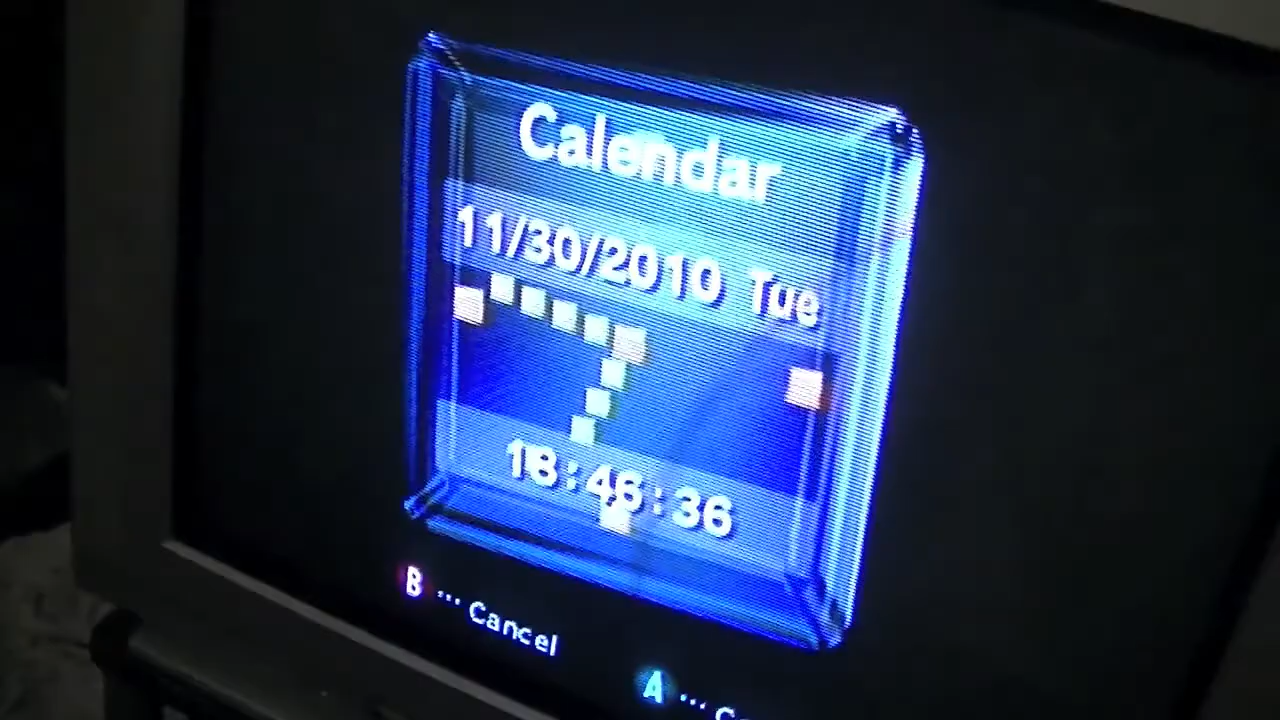 Calendar
11/30/2010 Tue
18:46:36
B ... Cancel
A ...